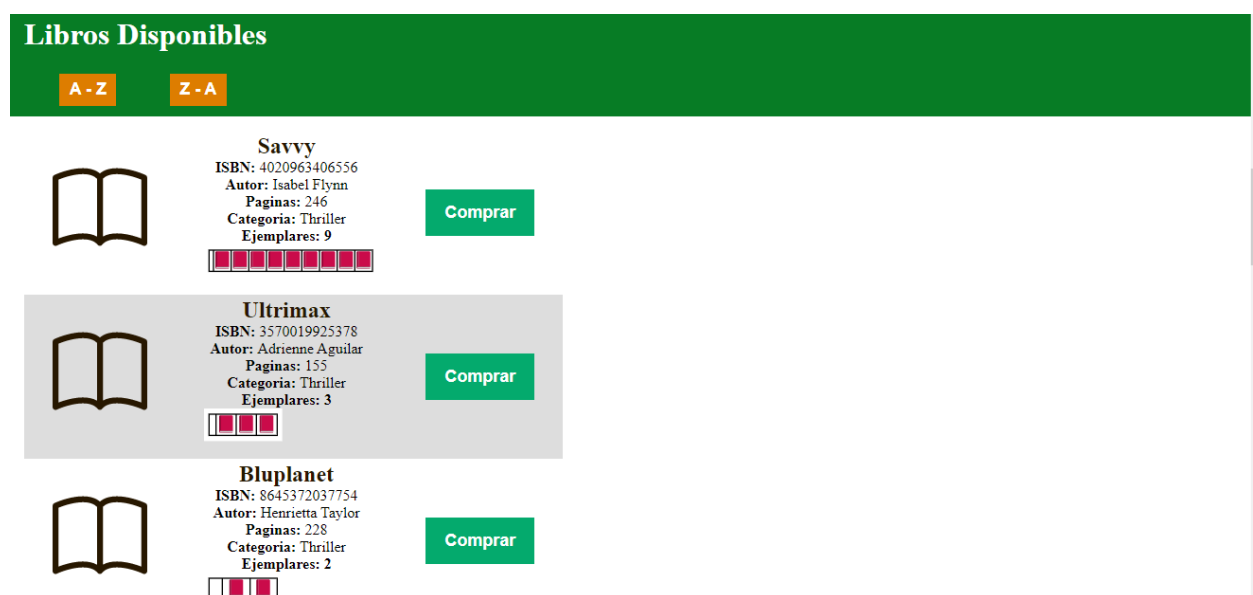 Libros Disponibles
A - Z
Z - A
Savvy
ISBN: 4020963406556
Autor: Isabel Flynn
Paginas: 246
Categoria: Thriller
Ejemplares: 9
Comprar
Ultrimax
ISBN: 3570019925378
Autor: Adrienne Aguilar
Paginas: 155
Categoria: Thriller
Ejemplares: 3
Comprar
Bluplanet
ISBN: 8645372037754
Autor: Henrietta Taylor
Paginas: 228
Categoria: Thriller
Ejemplares: 2
Comprar